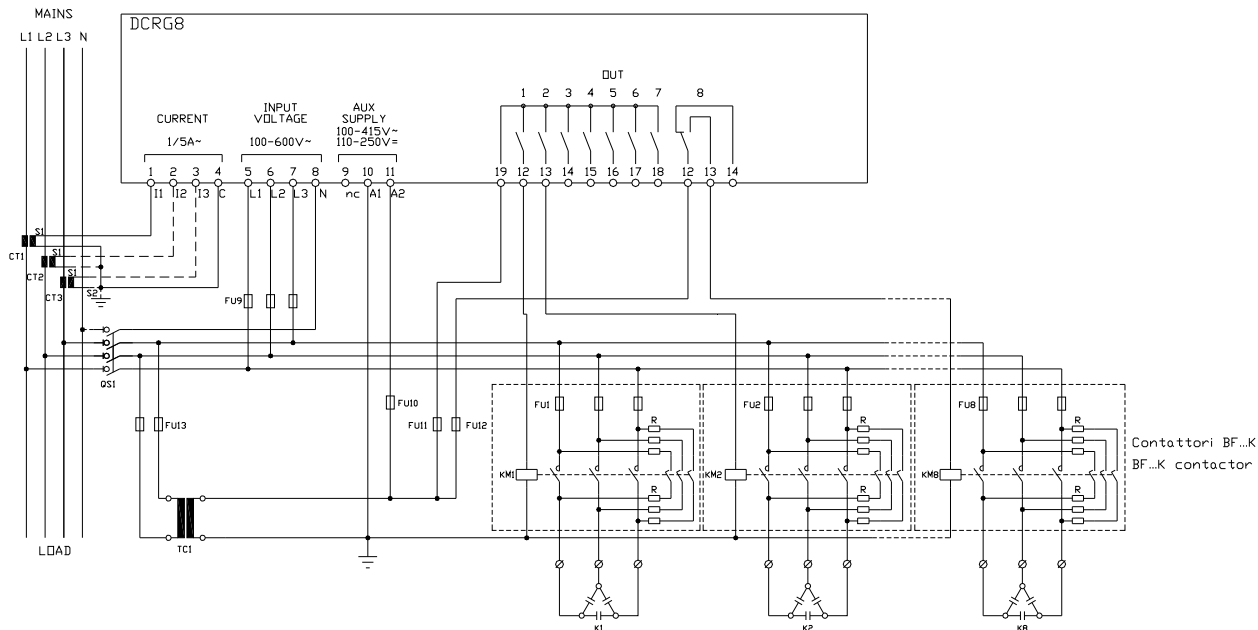 MAINS
L1 L2 L3 N
DCRG8
OUT
1 2 3 4 5 6 7 8
CURRENT
1/5A~
INPUT
VOLTAGE
100-600V~
AUX
SUPPLY
100-415V~
110-250V=
1 2 3 4 5 6 7 8 9 10 11 19 12 13 14 15 16 17 18 12 13 14
I1 I2 I3 C L1 L2 L3 N nc A1 A2
S1
CT1
S1
CT2
S1
CT3
S2
FU9
QS1
FU10
FU13
FU11
FU12
FU1
FU2
FU8
R
R
R
KM1
KM2
KM8
R
R
R
Contattori BF...K
BF...K contactor
LOAD
TC1
K1
K2
K8